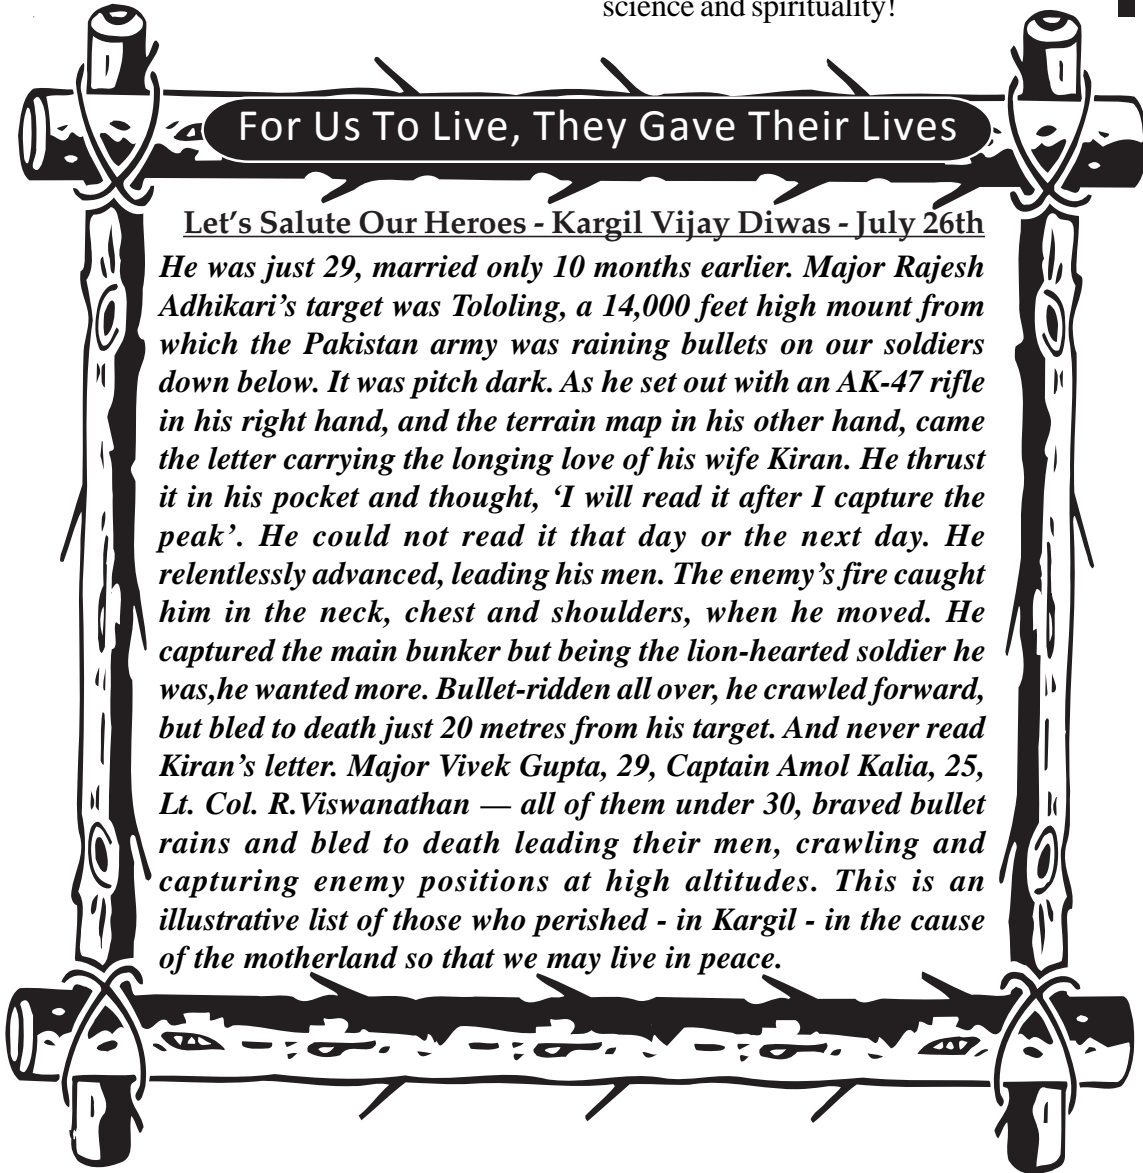 science and spirituality!
For Us To Live, They Gave Their Lives
Let's Salute Our Heroes - Kargil Vijay Diwas - July 26th
He was just 29, married only 10 months earlier. Major Rajesh
Adhikari's target was Tololing, a 14,000 feet high mount from
which the Pakistan army was raining bullets on our soldiers
down below. It was pitch dark. As he set out with an AK-47 rifle
in his right hand, and the terrain map in his other hand, came
the letter carrying the longing love of his wife Kiran. He thrust
it in his pocket and thought, ‘I will read it after I capture the
peak’. He could not read it that day or the next day. He
relentlessly advanced, leading his men. The enemy's fire caught
him in the neck, chest and shoulders, when he moved. He
captured the main bunker but being the lion-hearted soldier he
was,he wanted more. Bullet-ridden all over, he crawled forward,
but bled to death just 20 metres from his target. And never read
Kiran's letter. Major Vivek Gupta, 29, Captain Amol Kalia, 25,
Lt. Col. R.Viswanathan — all of them under 30, braved bullet
rains and bled to death leading their men, crawling and
capturing enemy positions at high altitudes. This is an
illustrative list of those who perished - in Kargil - in the cause
of the motherland so that we may live in peace.